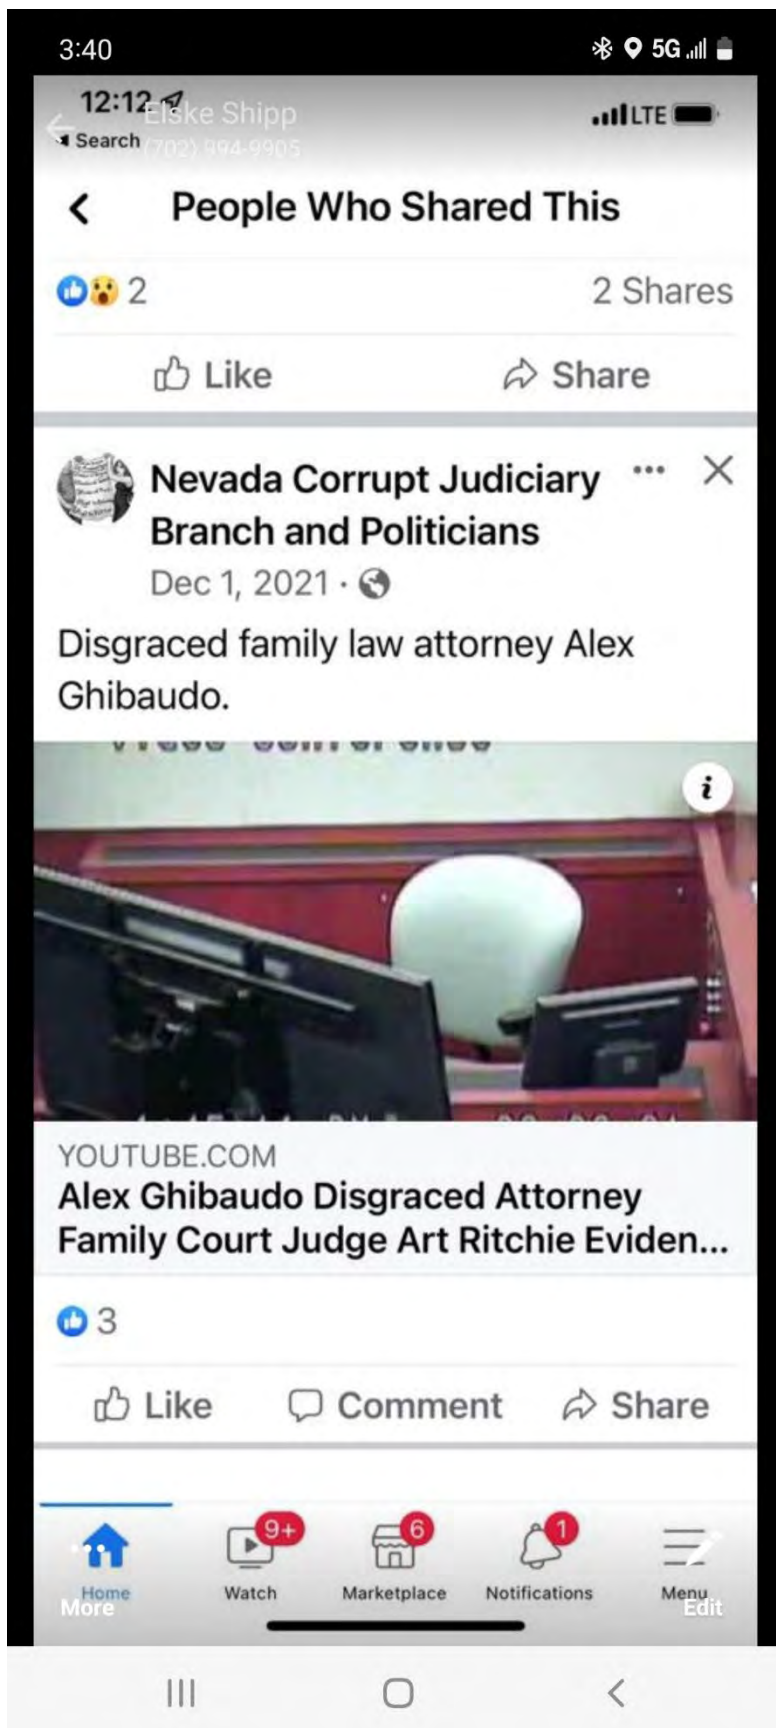 3:40
5G
12:12
Elske Shipp
LTE
Search
(702) 994-9905
People Who Shared This
2
2 Shares
Like
Share
Nevada Corrupt Judiciary
Branch and Politicians
Dec 1, 2021 ·
Disgraced family law attorney Alex
Ghibaudo.
YOUTUBE.COM
Alex Ghibaudo Disgraced Attorney
Family Court Judge Art Ritchie Eviden...
3
Like
Comment
Share
9+
6
1
Home
Watch
Marketplace
Notifications
Menu
More
Edit